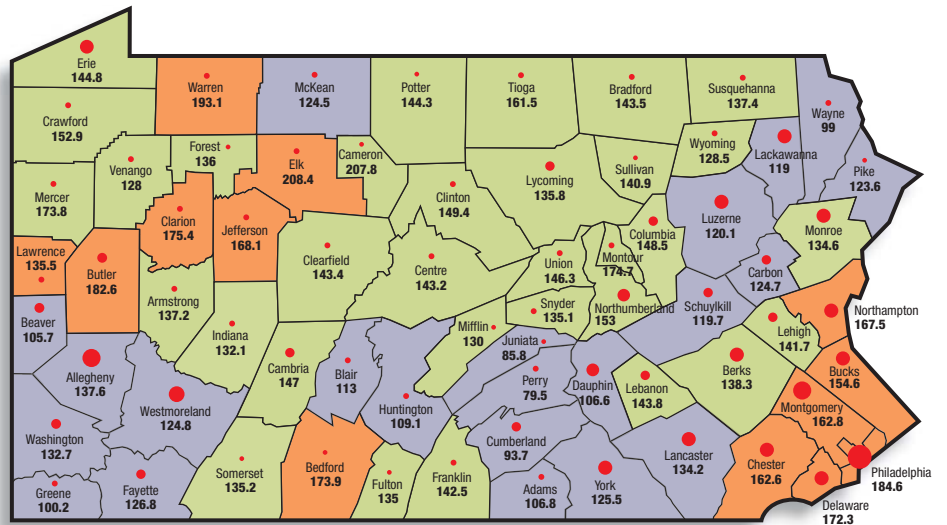 Erie
144.8
Warren
193.1
McKean
124.5
Potter
144.3
Tioga
161.5
Bradford
143.5
Susquehanna
137.4
Wayne
99
Crawford
152.9
Forest
136
Elk
208.4
Cameron
207.8
Wyoming
128.5
Lackawanna
119
Pike
123.6
Venango
128
Sullivan
140.9
Lycoming
135.8
Mercer
173.8
Clinton
149.4
Clarion
175.4
Jefferson
168.1
Luzerne
120.1
Monroe
134.6
Columbia
148.5
Lawrence
135.5
Butler
182.6
Clearfield
143.4
Centre
143.2
Union
146.3
Montour
174.7
Carbon
124.7
Armstrong
137.2
Snyder
135.1
Northumberland
153
Schuylkill
119.7
Northampton
167.5
Beaver
105.7
Indiana
132.1
Mifflin
130
Juniata
85.8
Lehigh
141.7
Allegheny
137.6
Cambria
147
Blair
113
Perry
79.5
Dauphin
106.6
Lebanon
143.8
Berks
138.3
Bucks
154.6
Westmoreland
124.8
Huntington
109.1
Montgomery
162.8
Washington
132.7
Cumberland
93.7
Lancaster
134.2
Somerset
135.2
Bedford
173.9
Fulton
135
Franklin
142.5
Adams
106.8
York
125.5
Chester
162.6
Philadelphia
184.6
Greene
100.2
Fayette
126.8
Delaware
172.3